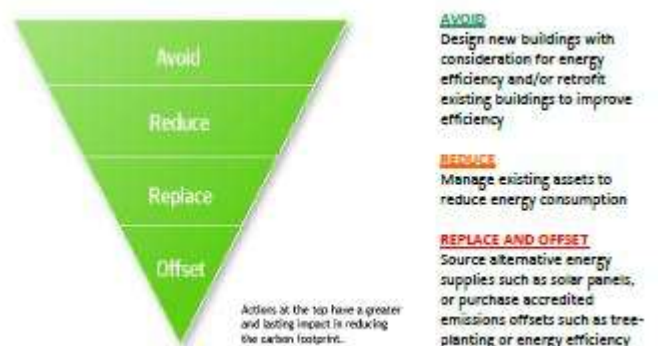 Avoid
Reduce
Replace
Offset
Actions at the top have a greater
and lasting impact in reducing
the carbon footprint.
AVOID
Design new buildings with
consideration for energy
efficiency and/or retrofit
existing buildings to improve
efficiency
REDUCE
Manage existing assets to
reduce energy consumption
REPLACE AND OFFSET
Source alternative energy
supplies such as solar panels,
or purchase accredited
emissions offsets such as tree-
planting or energy efficiency